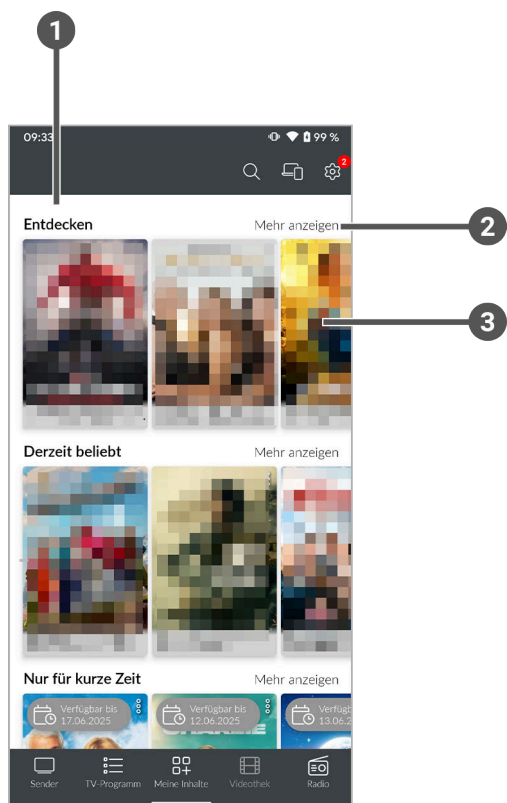 1
09:33
99 %
2
Entdecken
Mehr anzeigen
2
3
Derzeit beliebt
Mehr anzeigen
Nur für kurze Zeit
Mehr anzeigen
Verfügbar bis
17.06.2025
Verfügbar bis
12.06.2025
Verfügb
13.06.2
Sender
TV-Programm
Meine Inhalte
Videothek
Radio